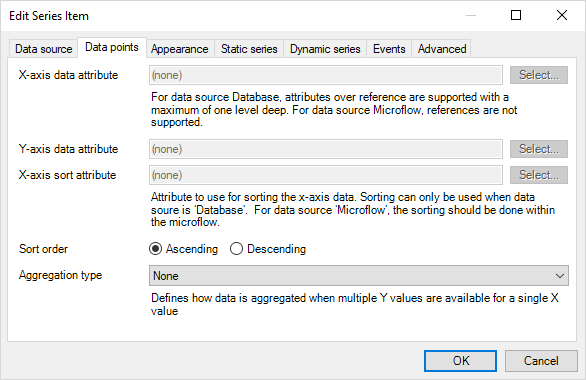 Edit Series Item
Data source Data points Appearance Static series Dynamic series Events Advanced
X-axis data attribute (none) Select...
For data source Database, attributes over reference are supported with a
maximum of one level deep. For data source Microflow, references are not
supported.
Y-axis data attribute (none) Select...
X-axis sort attribute (none) Select...
Attribute to use for sorting the x-axis data. Sorting can only be used when data
soure is 'Database'.  For data source 'Microflow', the sorting should be done within
the microflow.
Sort order Ascending Descending
Aggregation type None
Defines how data is aggregated when multiple Y values are available for a single X
value
OK Cancel